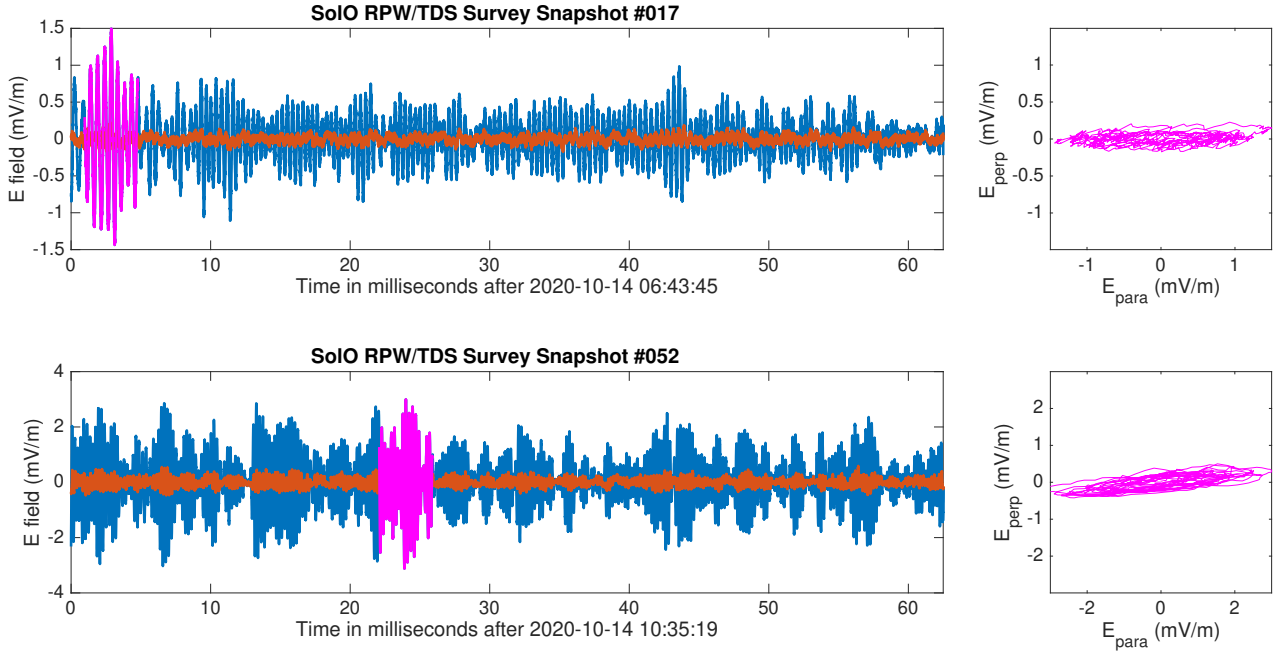 SolO RPW/TDS Survey Snapshot #017
E field (mV/m)
1.5
1
0.5
0
-0.5
-1
-1.5
0 10 20 30 40 50 60
Time in milliseconds after 2020-10-14 06:43:45
E_perp (mV/m)
1
0.5
0
-0.5
-1
-1 0 1
E_para (mV/m)
SolO RPW/TDS Survey Snapshot #052
E field (mV/m)
4
2
0
-2
-4
0 10 20 30 40 50 60
Time in milliseconds after 2020-10-14 10:35:19
E_perp (mV/m)
2
1
0
-1
-2
-2 0 2
E_para (mV/m)